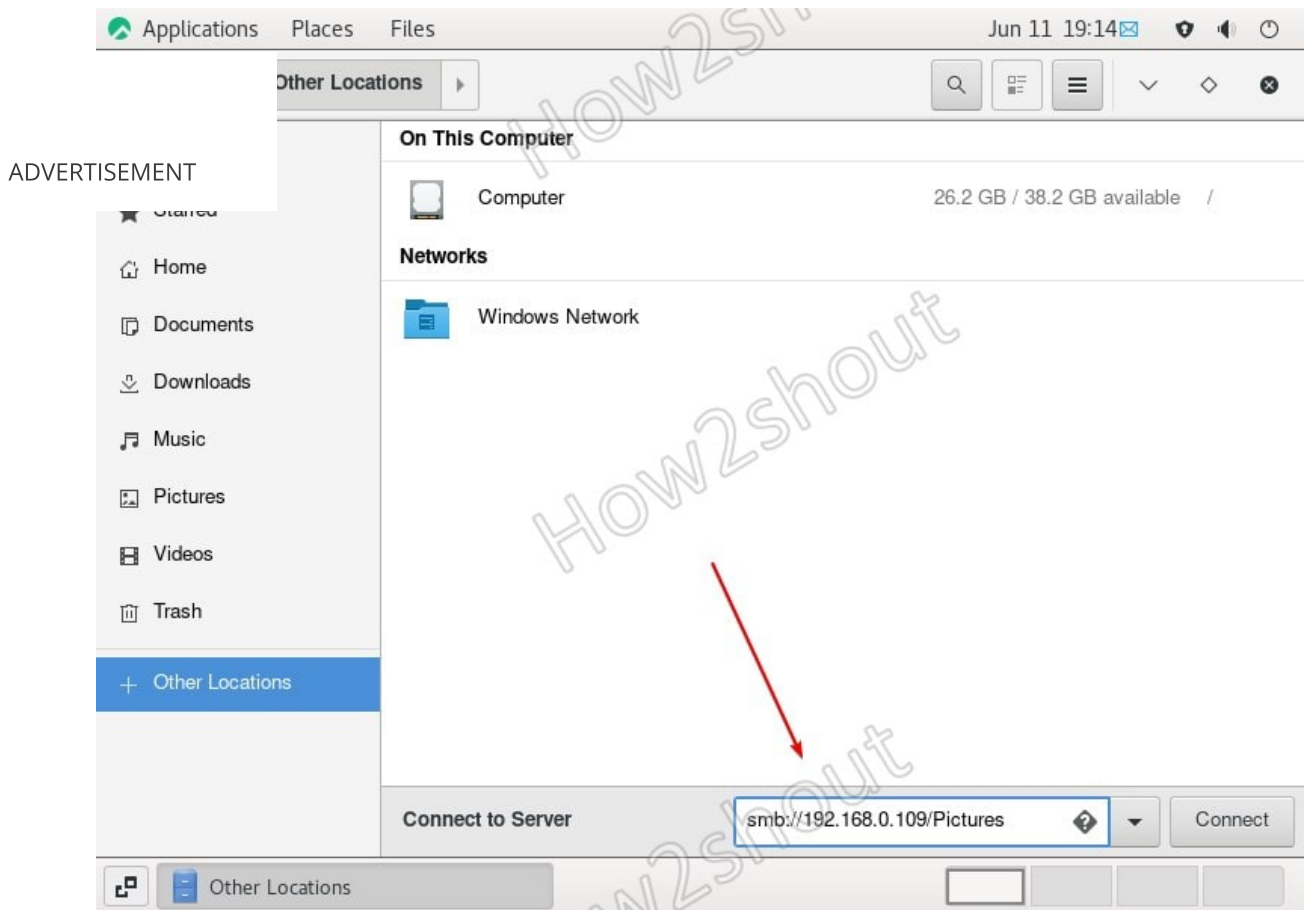 How2shout
Applications Places Files Jun 11 19:14
Other Locations
On This Computer
ADVERTISEMENT
Computer 26.2 GB / 38.2 GB available /
Starred
Networks
Home
Windows Network
Documents
Downloads
Music
Pictures
Videos
Trash
How2shout
Other Locations
Connect to Server smb://192.168.0.109/Pictures Connect
Other Locations